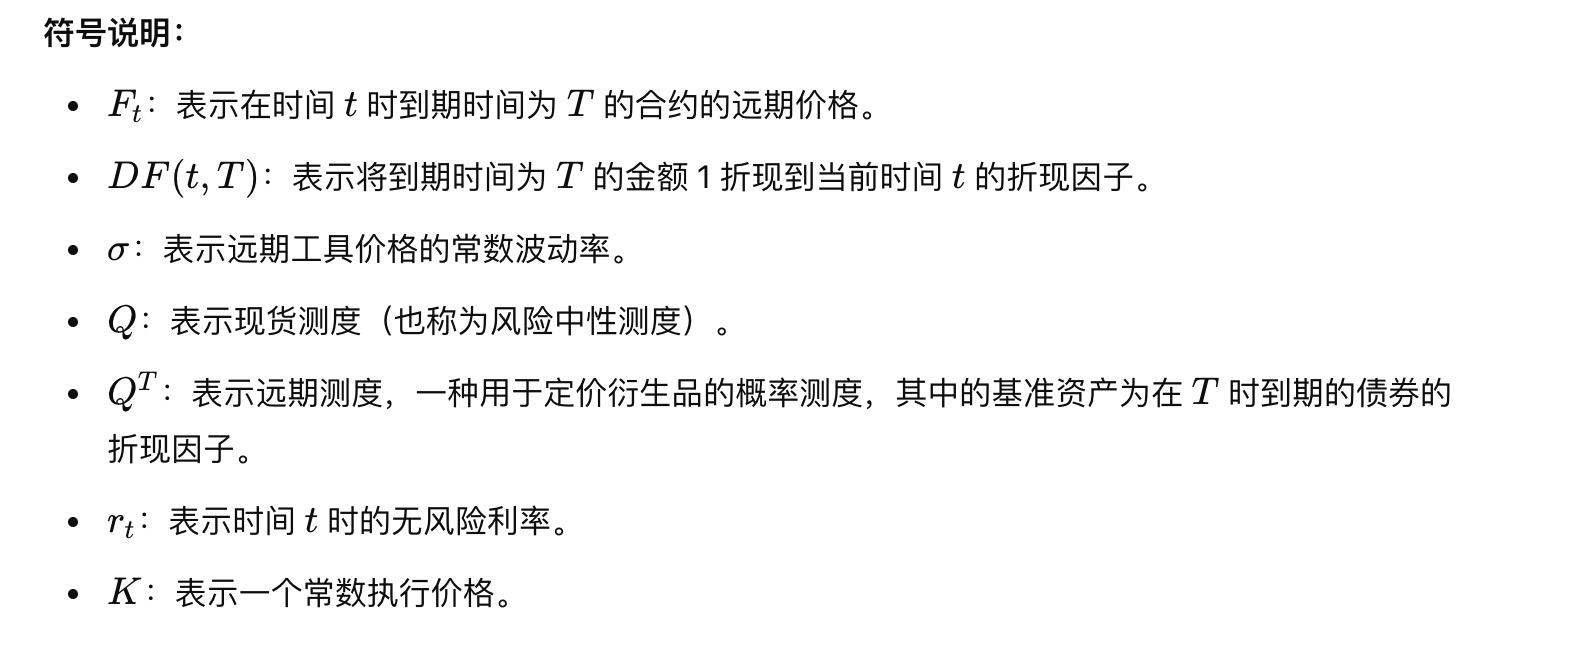 符号说明：
• $F_t$：表示在时间 $t$ 时到期时间为 $T$ 的合约的远期价格。
• $DF(t, T)$：表示将到期时间为 $T$ 的金额 1 折现到当前时间 $t$ 的折现因子。
• $\sigma$：表示远期工具价格的常数波动率。
• $Q$：表示现货测度（也称为风险中性测度）。
• $Q^T$：表示远期测度，一种用于定价衍生品的概率测度，其中的基准资产为在 $T$ 时到期的债券的
折现因子。
• $r_t$：表示时间 $t$ 时的无风险利率。
• $K$：表示一个常数执行价格。